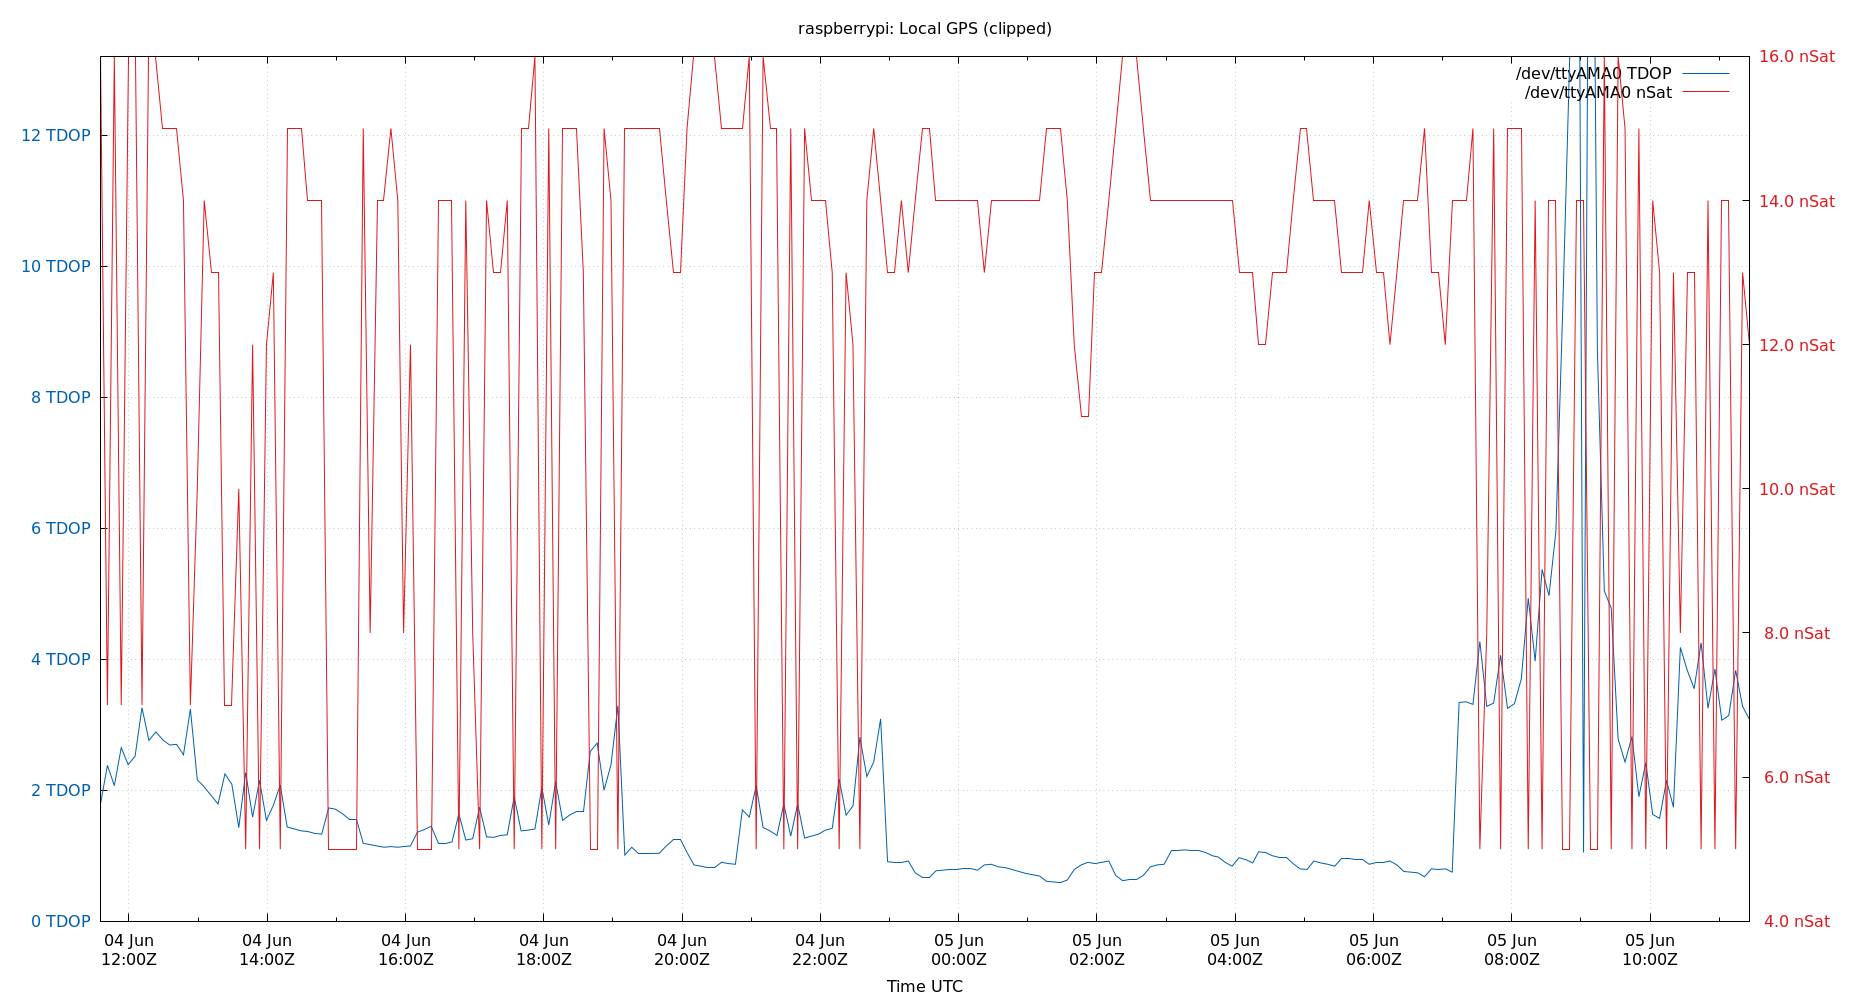 raspberrypi: Local GPS (clipped)
16.0 nSat
/dev/ttyAMA0 TDOP
/dev/ttyAMA0 nSat
12 TDOP
14.0 nSat
10 TDOP
12.0 nSat
8 TDOP
10.0 nSat
6 TDOP
8.0 nSat
4 TDOP
6.0 nSat
2 TDOP
0 TDOP
4.0 nSat
04 Jun 04 Jun 04 Jun 04 Jun 04 Jun 04 Jun 05 Jun 05 Jun 05 Jun 05 Jun 05 Jun 05 Jun
12:00Z 14:00Z 16:00Z 18:00Z 20:00Z 22:00Z 00:00Z 02:00Z 04:00Z 06:00Z 08:00Z 10:00Z
Time UTC